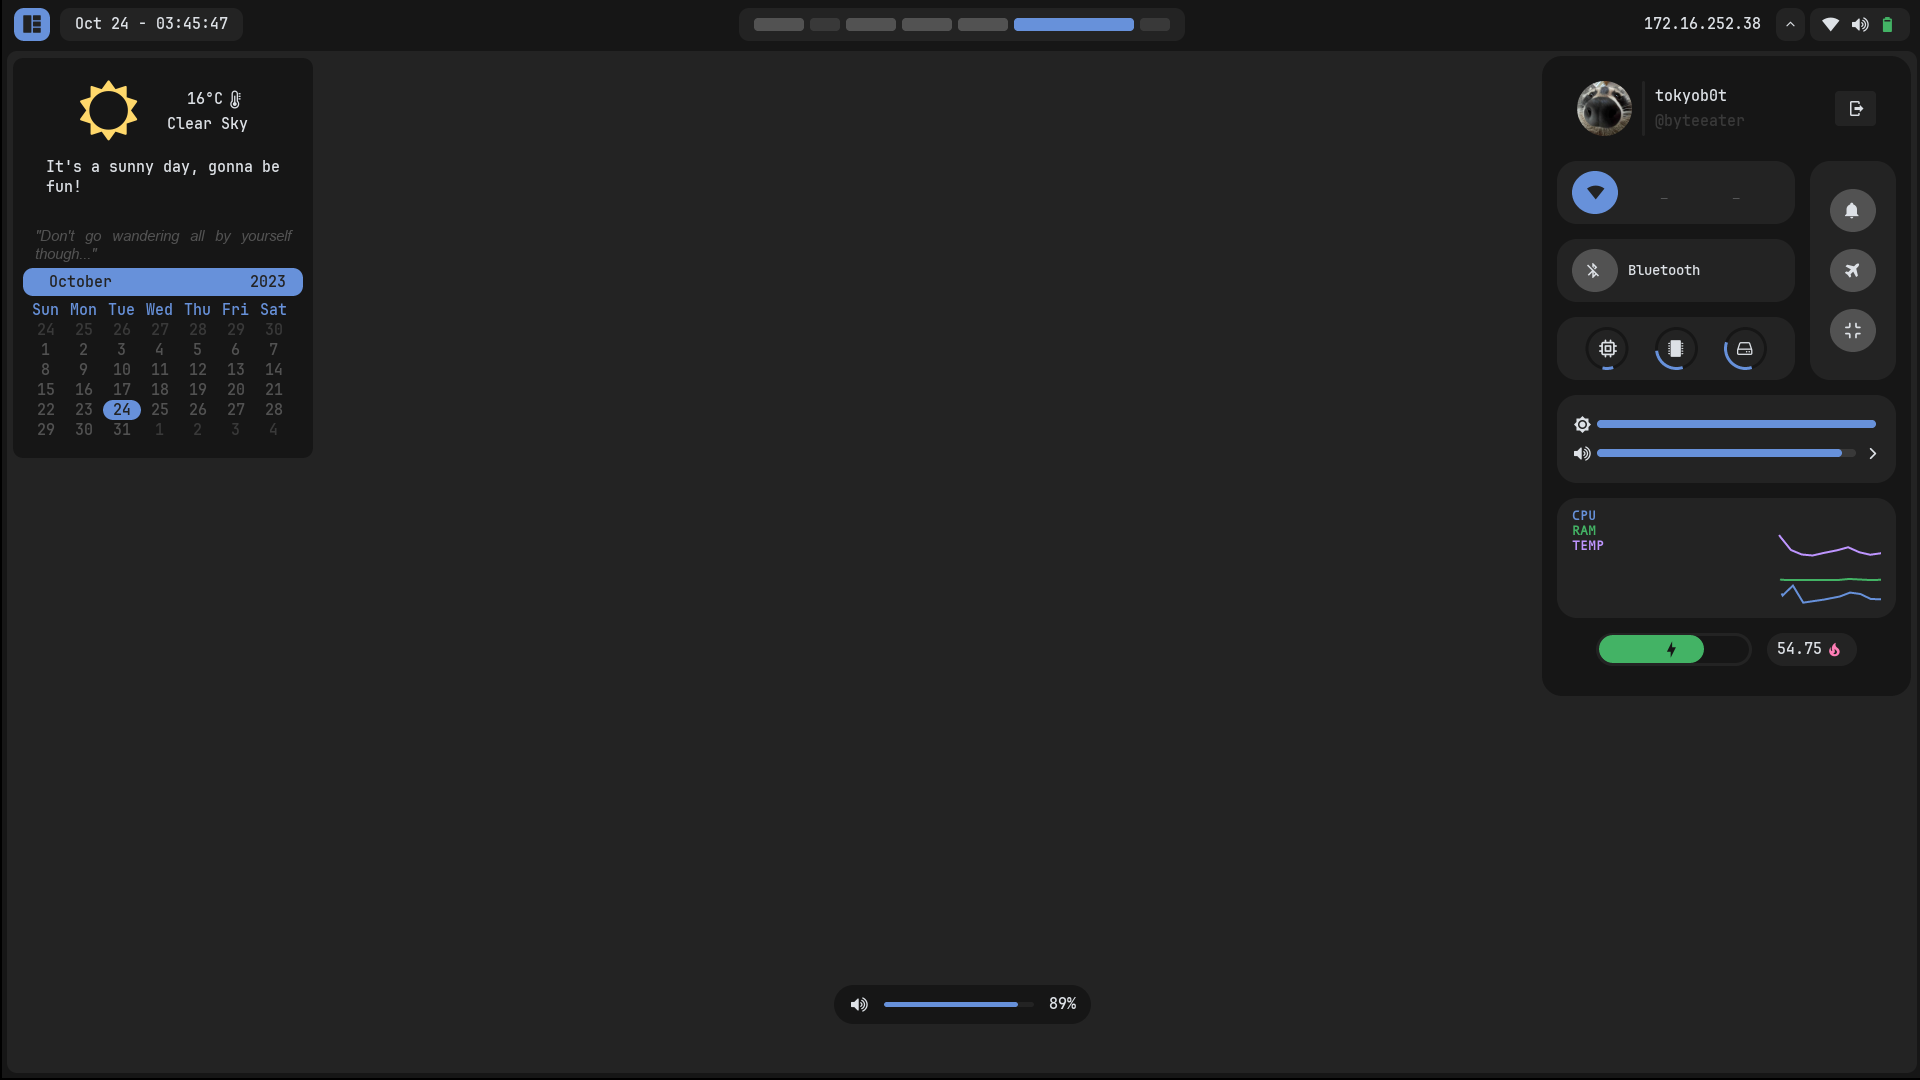 Oct 24 - 03:45:47
172.16.252.38
16°C
Clear Sky
It's a sunny day, gonna be
fun!
"Don't go wandering all by yourself
though..."
October 2023
Sun Mon Tue Wed Thu Fri Sat
24 25 26 27 28 29 30
1 2 3 4 5 6 7
8 9 10 11 12 13 14
15 16 17 18 19 20 21
22 23 24 25 26 27 28
29 30 31 1 2 3 4
tokyob0t
@byteeater
Bluetooth
CPU
RAM
TEMP
54.75
89%